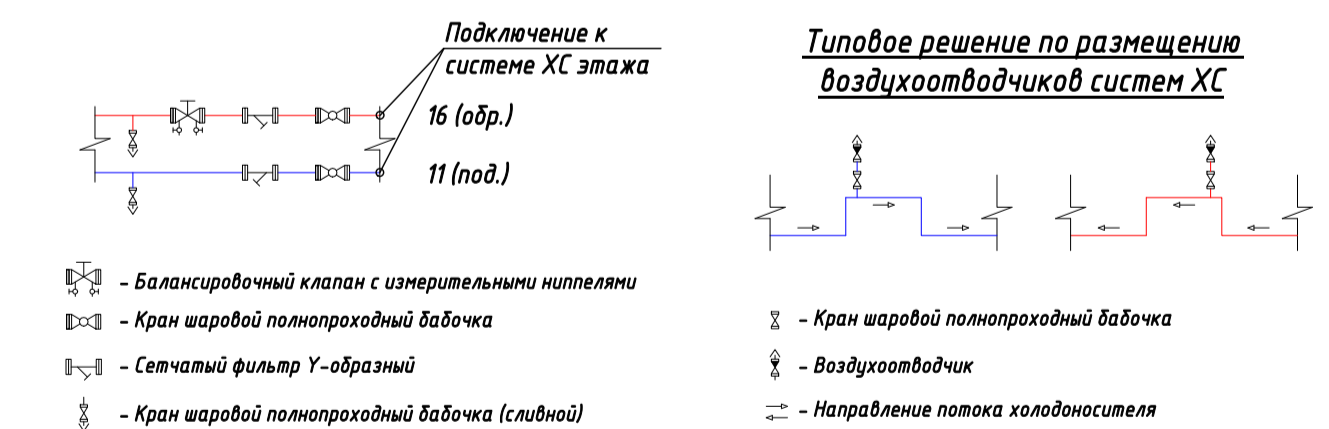 Подключение к
системе ХС этажа
16 (обр.)
11 (под.)
– Балансировочный клапан с измерительными ниппелями
– Кран шаровой полнопроходный бабочка
– Сетчатый фильтр Y-образный
– Кран шаровой полнопроходный бабочка (сливной)
Типовое решение по размещению
воздухоотводчиков систем ХС
– Кран шаровой полнопроходный бабочка
– Воздухоотводчик
– Направление потока холодоносителя